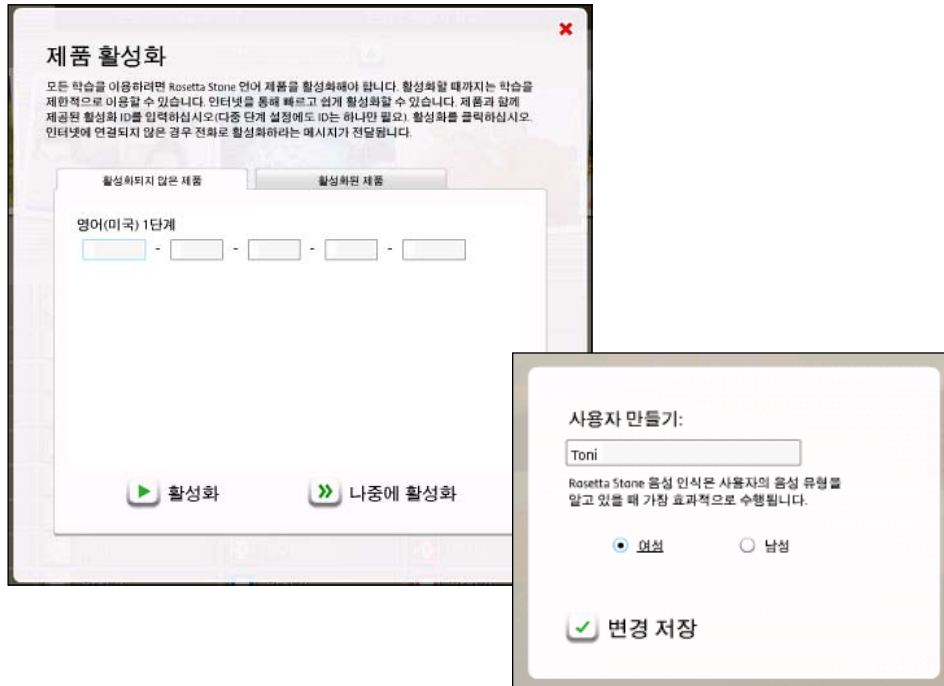 제품 활성화
모든 학습을 이용하려면 Rosetta Stone 언어 제품을 활성화해야 합니다. 활성화할 때까지는 학습을
제한적으로 이용할 수 있습니다. 인터넷을 통해 빠르고 쉽게 활성화할 수 있습니다. 제품과 함께
제공된 활성화 ID를 입력하십시오(다중 단계 설정에도 ID는 하나만 필요). 활성화를 클릭하십시오.
인터넷에 연결되지 않은 경우 전화로 활성화하라는 메시지가 전달됩니다.
활성화되지 않은 제품 활성화된 제품
명어(미국) 1단계
- - - -
활성화 나중에 활성화
사용자 만들기:
Toni
Rosetta Stone 음성 인식은 사용자의 음성 유형을
알고 있을 때 가장 효과적으로 수행됩니다.
여성 남성
변경 저장